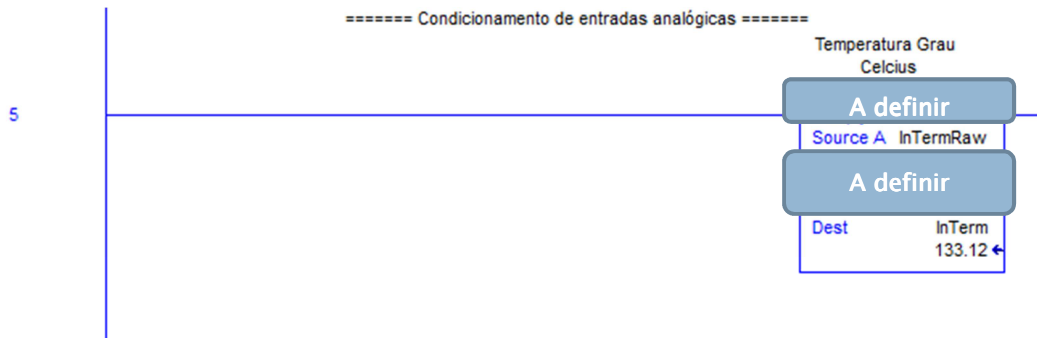 ======= Condicionamento de entradas analógicas =======
Temperatura Grau
Celcius
A definir
5
Source A InTermRaw
A definir
Dest InTerm
133.12